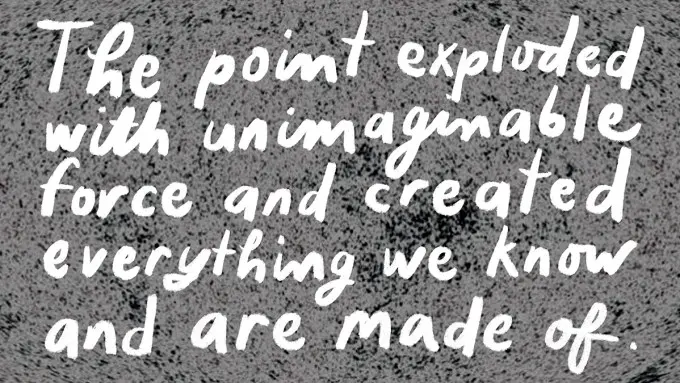 The point exploded
with unimaginable
force and created
everything we know
and are made of.